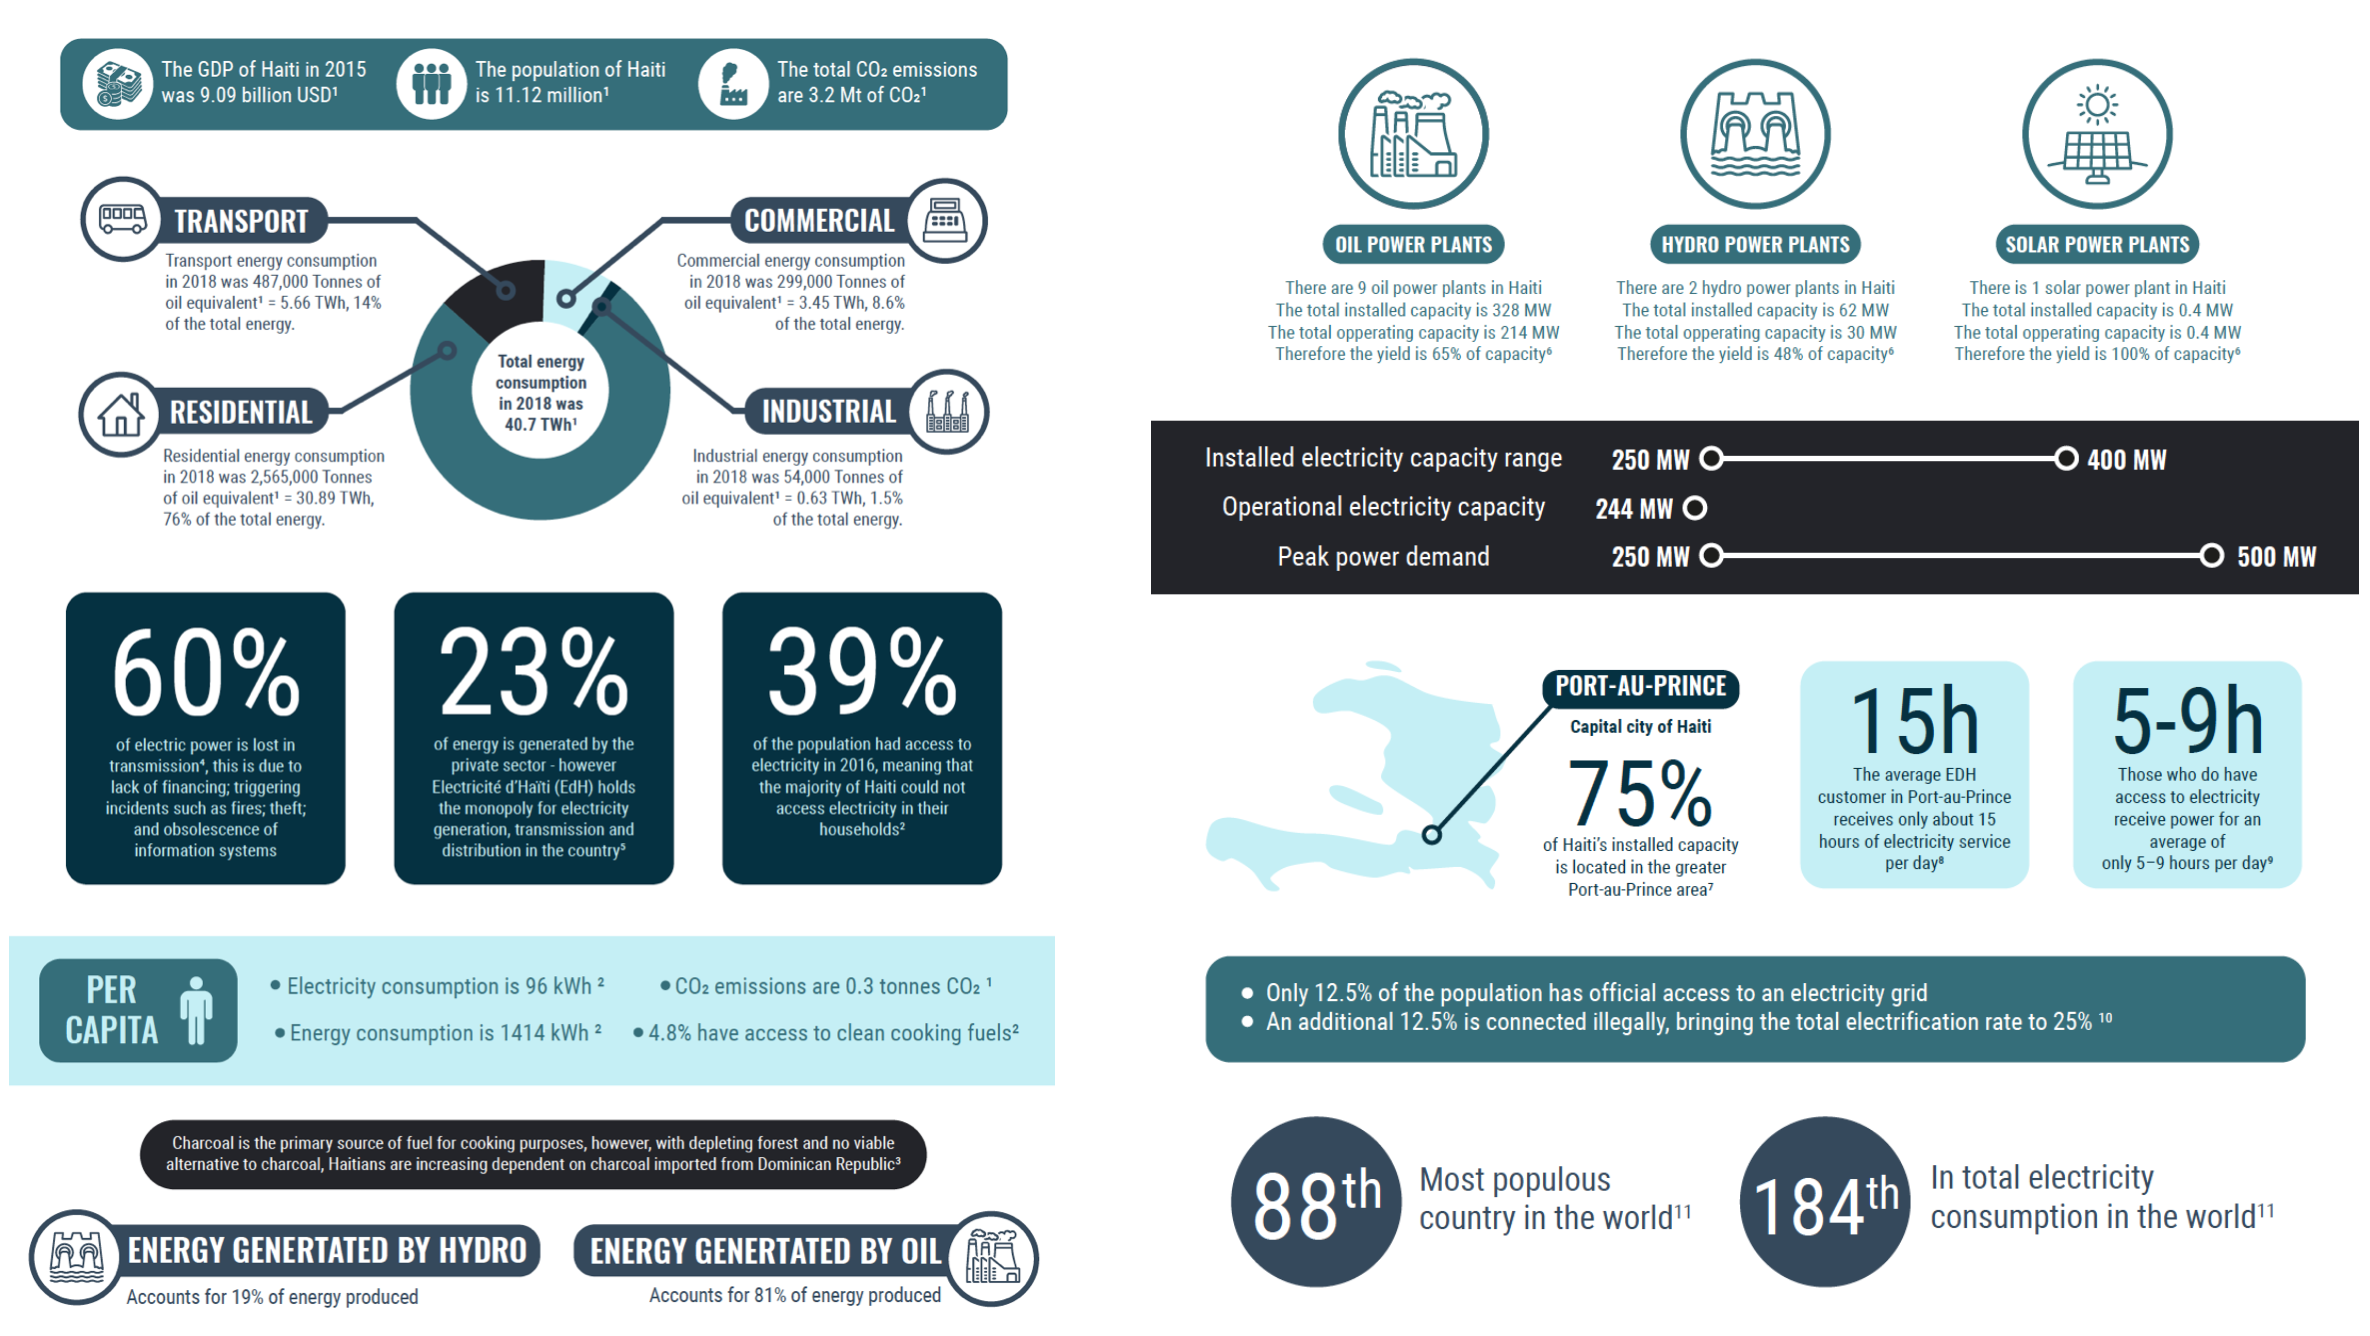 The GDP of Haiti in 2015
was 9.09 billion USD¹
The population of Haiti
is 11.12 million¹
The total CO₂ emissions
are 3.2 Mt of CO₂¹
TRANSPORT
Transport energy consumption
in 2018 was 487,000 Tonnes of
oil equivalent¹ = 5.66 TWh, 14%
of the total energy.
COMMERCIAL
Commercial energy consumption
in 2018 was 299,000 Tonnes of
oil equivalent¹ = 3.45 TWh, 8.6%
of the total energy.
Total energy
consumption
in 2018 was
40.7 TWh¹
RESIDENTIAL
Residential energy consumption
in 2018 was 2,565,000 Tonnes
of oil equivalent¹ = 30.89 TWh,
76% of the total energy.
INDUSTRIAL
Industrial energy consumption
in 2018 was 54,000 Tonnes of
oil equivalent¹ = 0.63 TWh, 1.5%
of the total energy.
60%
of electric power is lost in
transmission⁴, this is due to
lack of financing; triggering
incidents such as fires; theft;
and obsolescence of
information systems
23%
of energy is generated by the
private sector - however
Electricité d'Haïti (EdH) holds
the monopoly for electricity
generation, transmission and
distribution in the country⁵
39%
of the population had access to
electricity in 2016, meaning that
the majority of Haiti could not
access electricity in their
households²
PER
CAPITA
• Electricity consumption is 96 kWh ²
• CO₂ emissions are 0.3 tonnes CO₂ ¹
• Energy consumption is 1414 kWh ²
• 4.8% have access to clean cooking fuels²
Charcoal is the primary source of fuel for cooking purposes, however, with depleting forest and no viable
alternative to charcoal, Haitians are increasing dependent on charcoal imported from Dominican Republic³
ENERGY GENERTATED BY HYDRO
Accounts for 19% of energy produced
ENERGY GENERTATED BY OIL
Accounts for 81% of energy produced
OIL POWER PLANTS
There are 9 oil power plants in Haiti
The total installed capacity is 328 MW
The total opperating capacity is 214 MW
Therefore the yield is 65% of capacity⁶
HYDRO POWER PLANTS
There are 2 hydro power plants in Haiti
The total installed capacity is 62 MW
The total opperating capacity is 30 MW
Therefore the yield is 48% of capacity⁶
SOLAR POWER PLANTS
There is 1 solar power plant in Haiti
The total installed capacity is 0.4 MW
The total opperating capacity is 0.4 MW
Therefore the yield is 100% of capacity⁶
Installed electricity capacity range 250 MW 400 MW
Operational electricity capacity 244 MW
Peak power demand 250 MW 500 MW
PORT-AU-PRINCE
Capital city of Haiti
75%
of Haiti's installed capacity
is located in the greater
Port-au-Prince area⁷
15h
The average EDH
customer in Port-au-Prince
receives only about 15
hours of electricity service
per day⁸
5-9h
Those who do have
access to electricity
receive power for an
average of
only 5–9 hours per day⁹
• Only 12.5% of the population has official access to an electricity grid
• An additional 12.5% is connected illegally, bringing the total electrification rate to 25% ¹⁰
88th
Most populous
country in the world¹¹
184th
In total electricity
consumption in the world¹¹